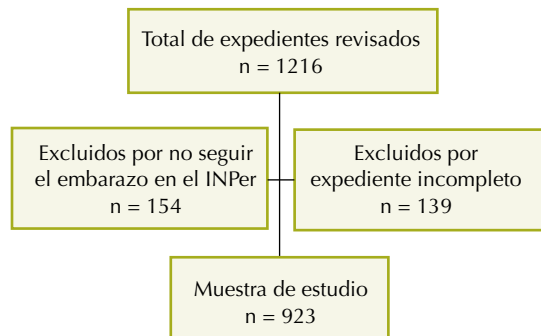 Total de expedientes revisados
n = 1216
Excluidos por no seguir
el embarazo en el INPer
n = 154
Excluidos por
expediente incompleto
n = 139
Muestra de estudio
n = 923